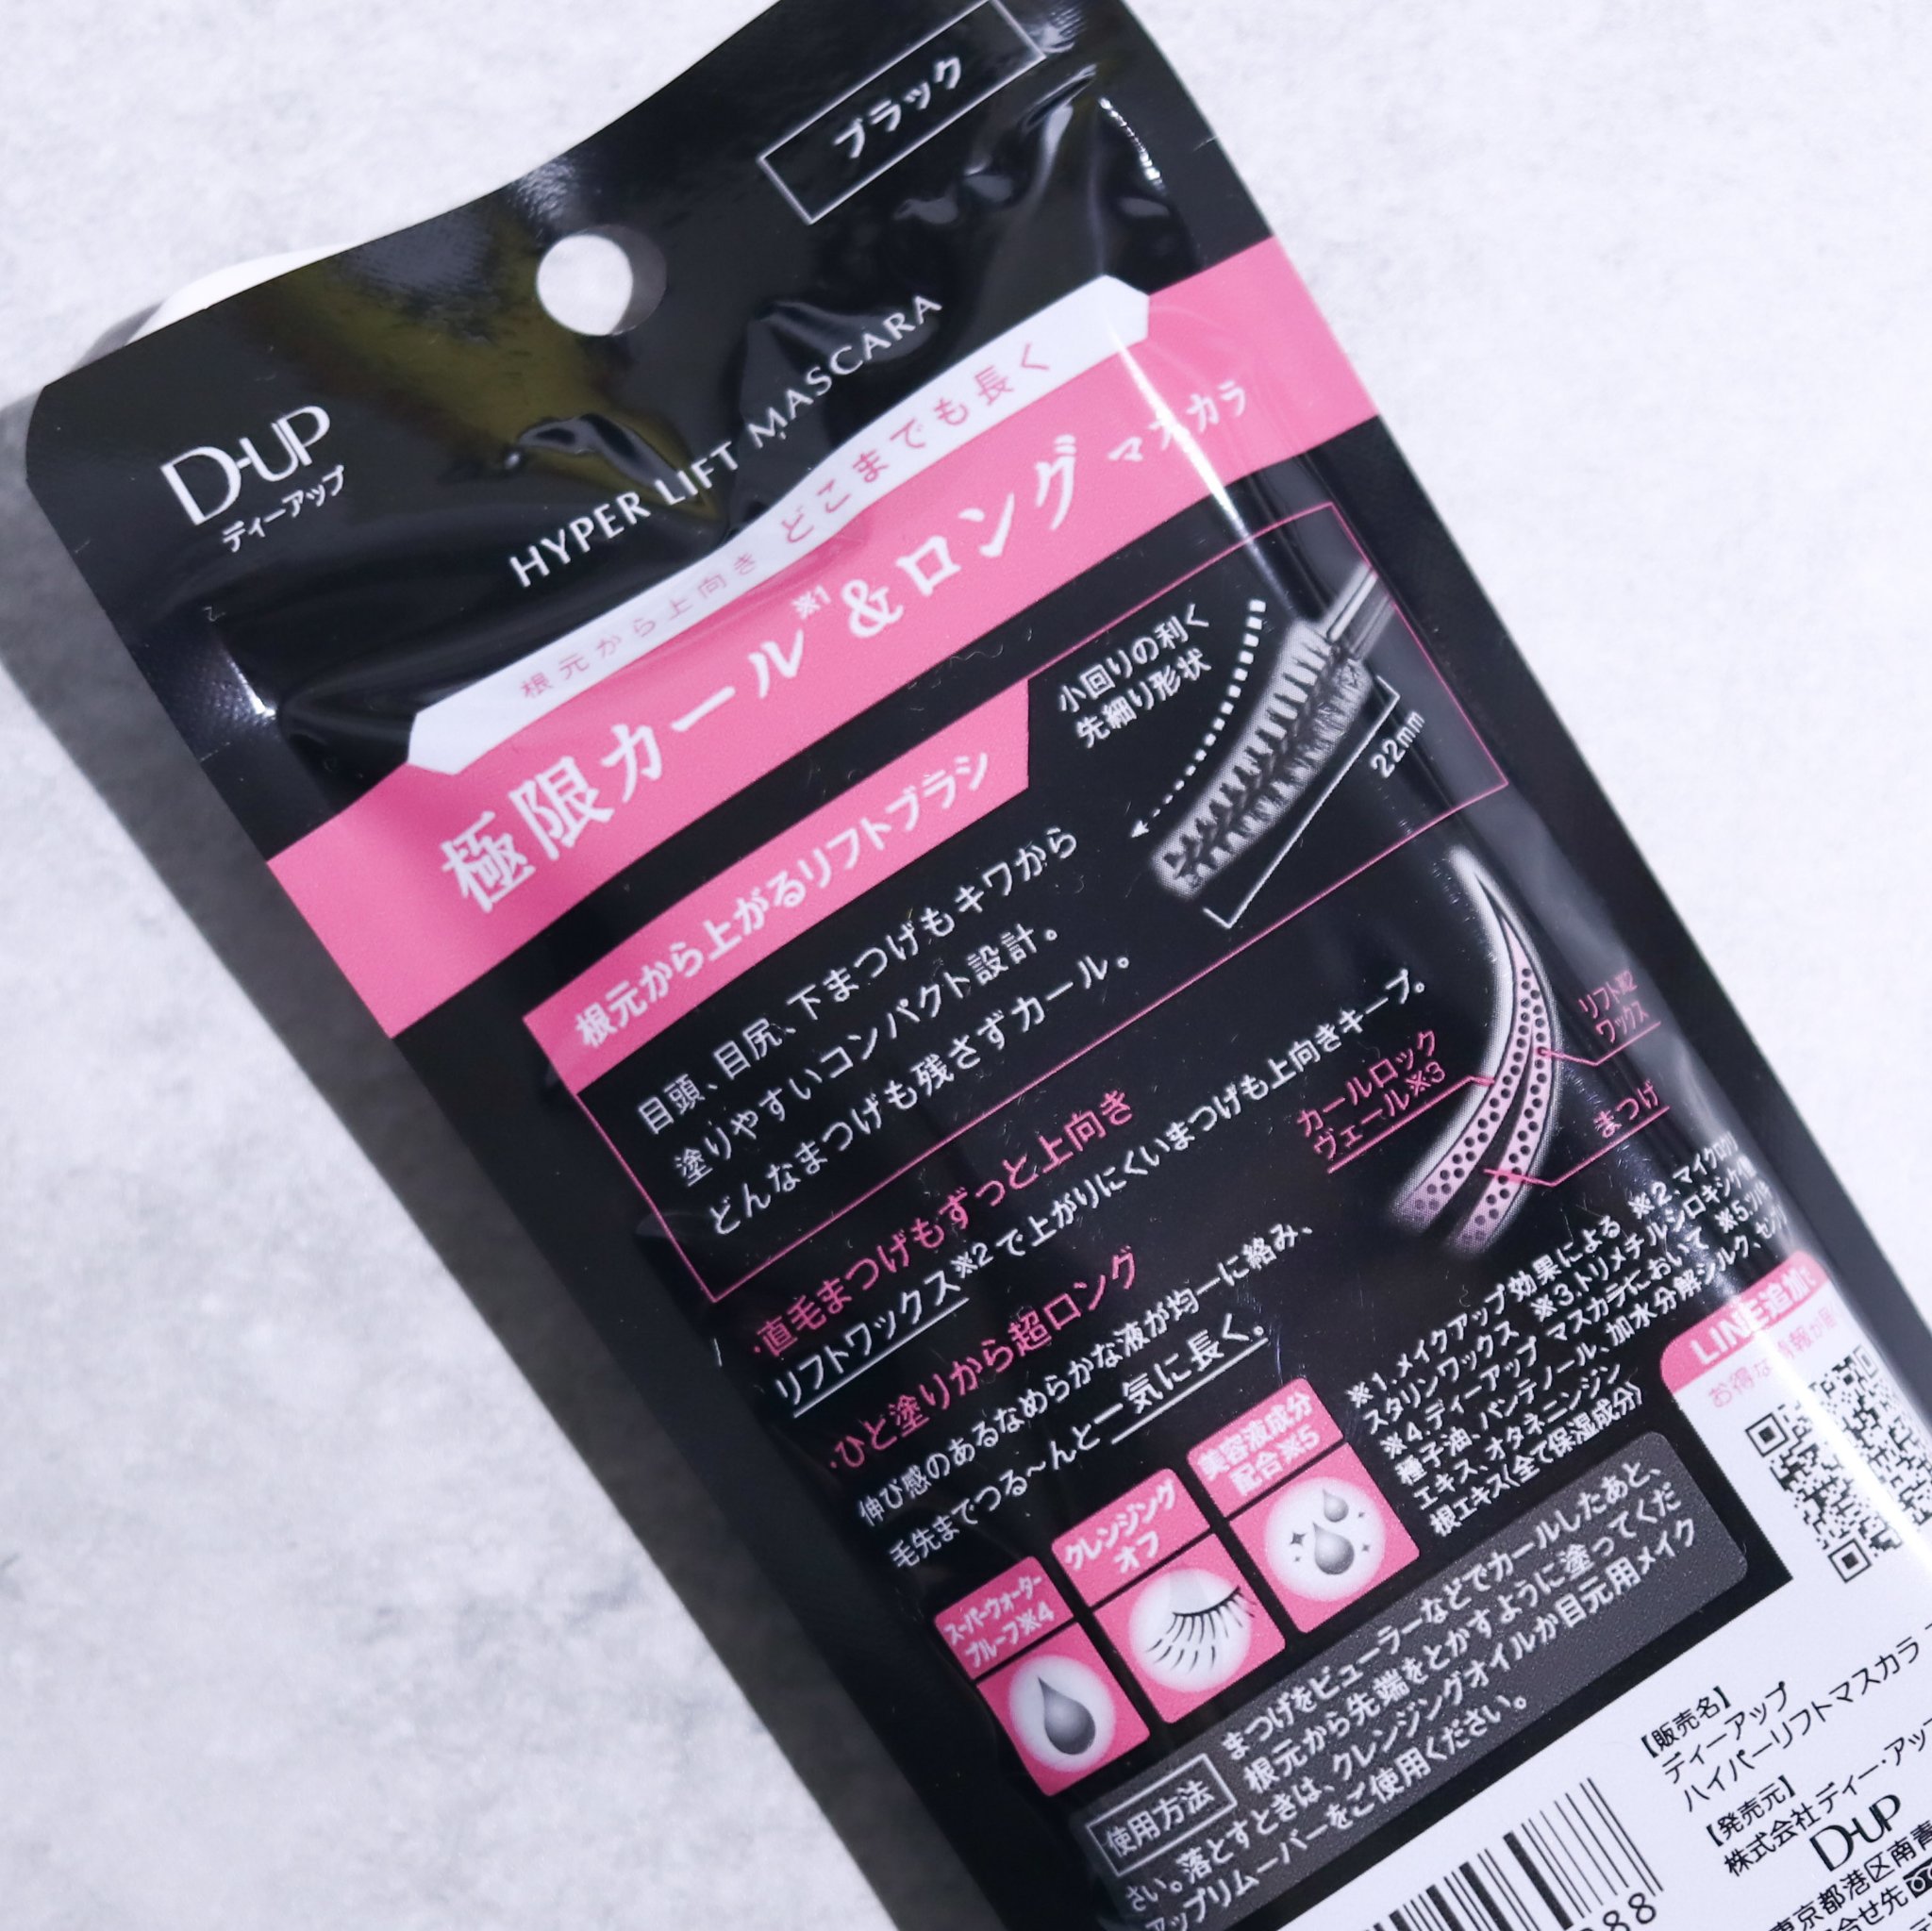 ブラック
D-UP
ディーアップ
HYPER LIFT MASCARA
根元から上向き どこまでも長く
極限カール※1&ロング マスカラ
根元から上がるリフトブラシ
小回りの利く
先細り形状
22mm
目頭、目尻、下まつげもキワから
塗りやすいコンパクト設計。
どんなまつげも残さずカール。
・直毛まつげもずっと上向き
リフトワックス※2で上がりにくいまつげも上向きキープ。
・ひと塗りから超ロング
伸び感のあるなめらかな液が均一に絡み、
毛先までつる〜んと一気に長く。
リフト※2
ワックス
カールロック
ヴェール※3
まつげ
スーパーウォーター
プルーフ※4
クレンジング
オフ
美容液成分
配合※5
※1.メイクアップ効果による ※2.マイクロクリ
スタリンワックス ※3.トリメチルシロキシケイ酸
※4.ディーアップ マスカラにおいて ※5.
種子油、パンテノール、加水分解シルク、セン
エキス、オタネニンジン
根エキス(全て保湿成分)
LINE追加で
お得な情報が
使用方法
まつげをビューラーなどでカールしたあと、
根元から先端をとかすように塗ってくだ
さい。落とすときは、クレンジングオイルか目元用メイク
アップリムーバーをご使用ください。
【販売名】
ディーアップ
ハイパーリフトマスカラ
【発売元】
株式会社ディー・アップ
D-UP
東京都港区南青
合せ先
88